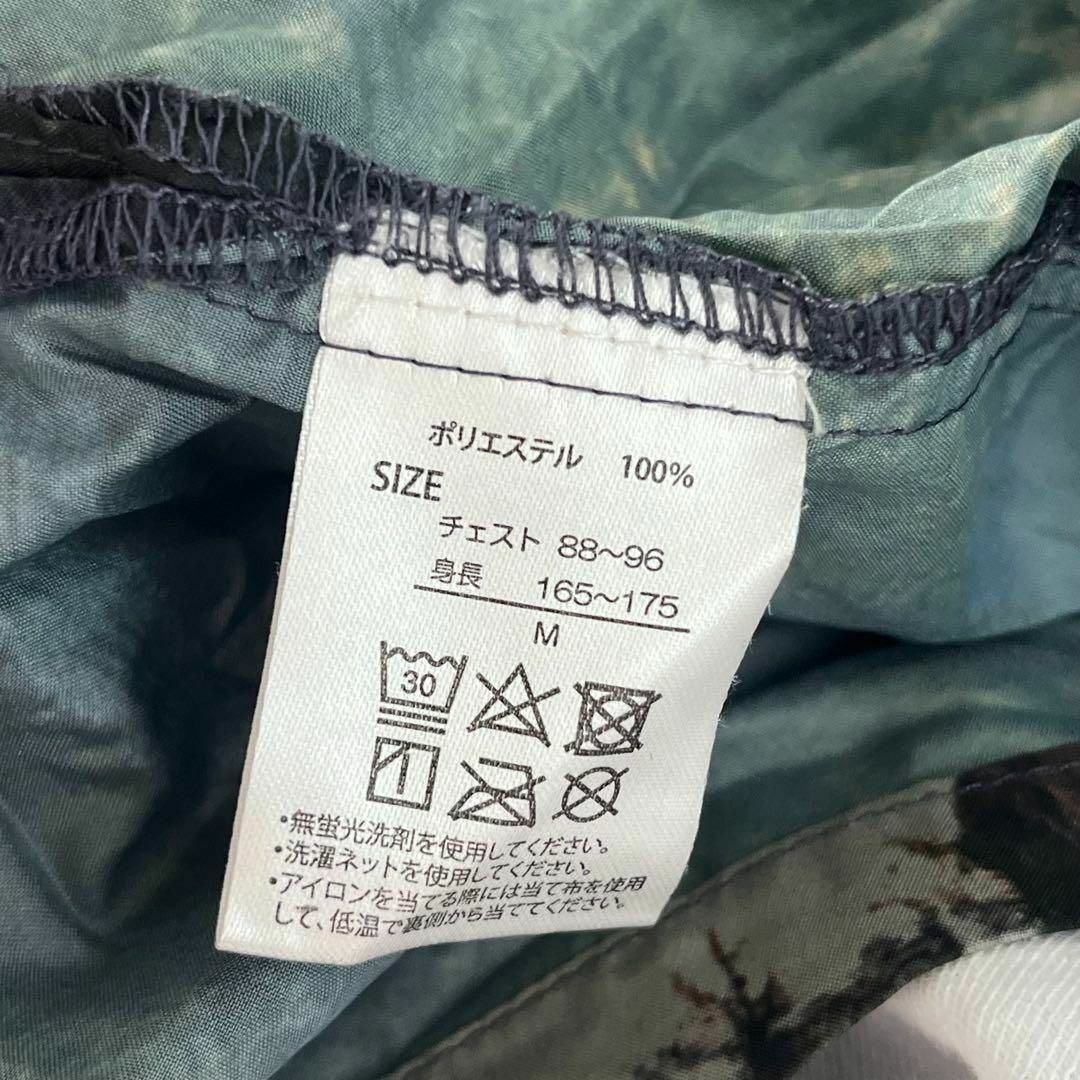 ポリエステル 100%
SIZE
チェスト 88~96
身長 165~175
M
30
・無蛍光洗剤を使用してください。
・洗濯ネットを使用してください。
・アイロンを当てる際には当て布を使用
して、低温で裏側から当ててください。